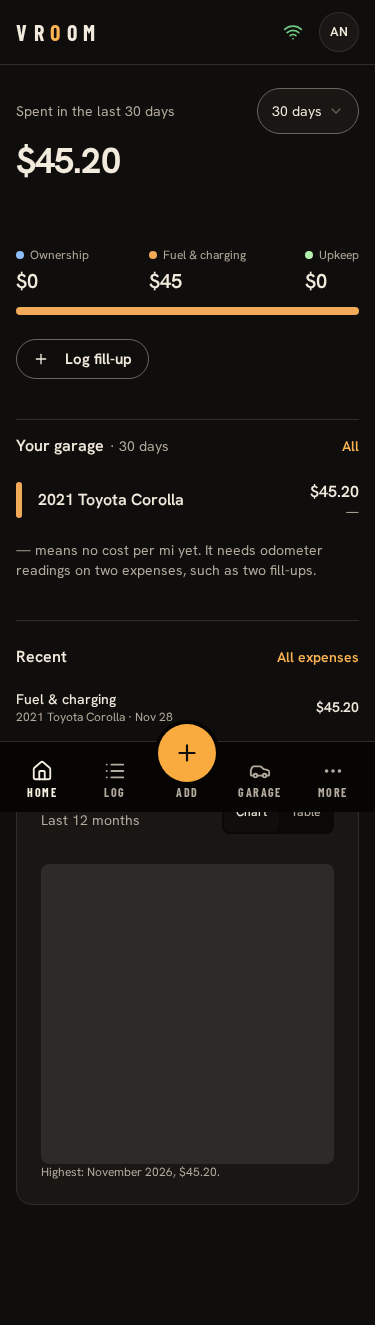 VROOM
AN
Spent in the last 30 days
30 days
$45.20
Ownership
Fuel & charging
Upkeep
$0
$45
$0
+ Log fill-up
Your garage · 30 days
All
2021 Toyota Corolla
$45.20
—
— means no cost per mi yet. It needs odometer
readings on two expenses, such as two fill-ups.
Recent
All expenses
Fuel & charging
$45.20
2021 Toyota Corolla · Nov 28
HOME
LOG
ADD
GARAGE
MORE
Last 12 months
Chart
Table
Highest: November 2026, $45.20.